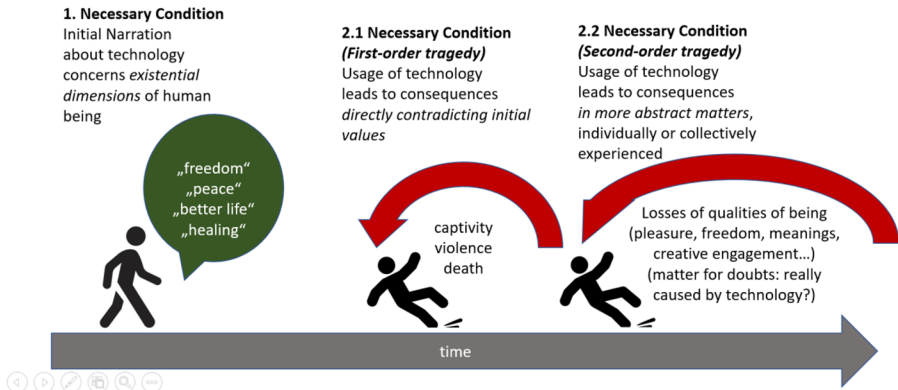 1. Necessary Condition
Initial Narration
about technology
concerns existential
dimensions of human
being
„freedom“
„peace“
„better life“
„healing“
2.1 Necessary Condition
(First-order tragedy)
Usage of technology
leads to consequences
directly contradicting initial
values
captivity
violence
death
2.2 Necessary Condition
(Second-order tragedy)
Usage of technology
leads to consequences
in more abstract matters,
individually or collectively
experienced
Losses of qualities of being
(pleasure, freedom, meanings,
creative engagement...)
(matter for doubts: really
caused by technology?)
time